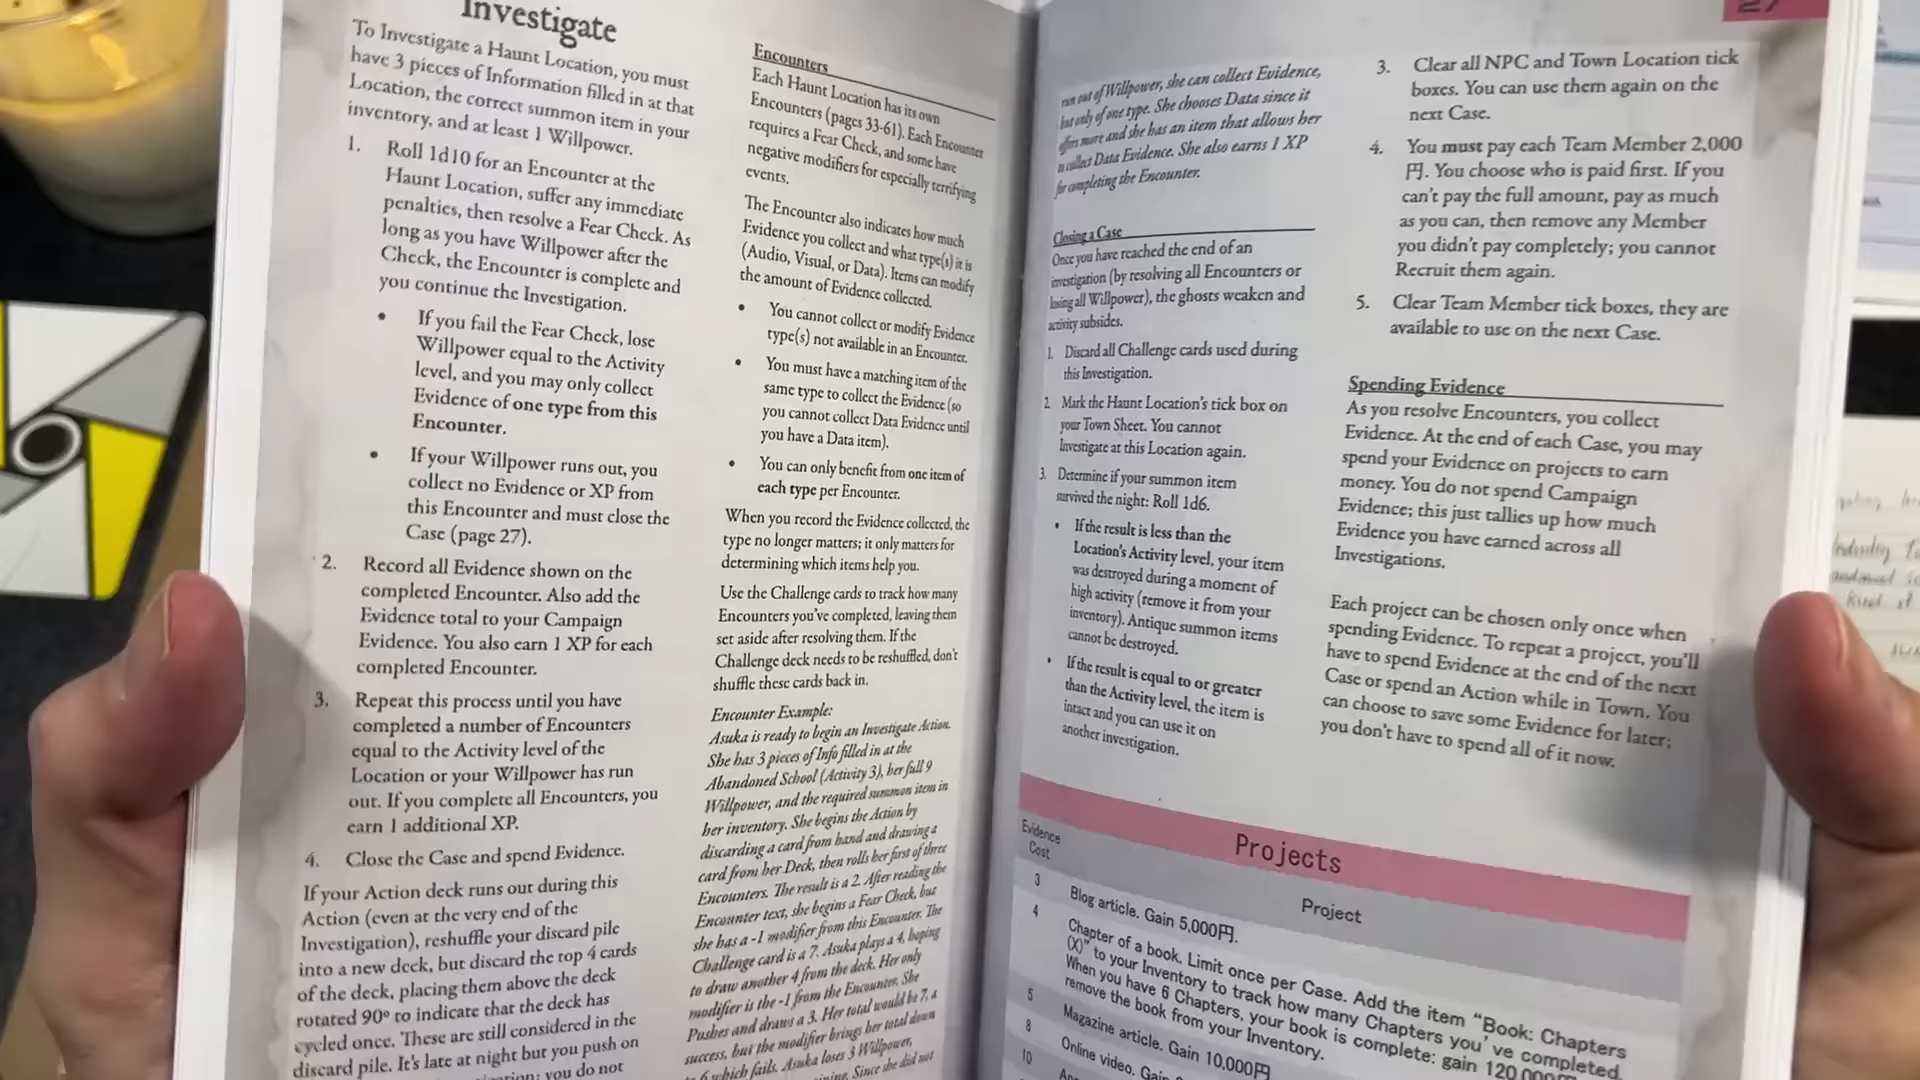 Investigate
To Investigate a Haunt Location, you must
have 3 pieces of Information filled in at that
Location, the correct summon item in your
inventory, and at least 1 Willpower.
1. Roll 1d10 for an Encounter at the
Haunt Location, suffer any immediate
penalties, then resolve a Fear Check. As
long as you have Willpower after the
Check, the Encounter is complete and
you continue the Investigation.
• If you fail the Fear Check, lose
Willpower equal to the Activity
level, and you may only collect
Evidence of one type from this
Encounter.
• If your Willpower runs out, you
collect no Evidence or XP from
this Encounter and must close the
Case (page 27).
2. Record all Evidence shown on the
completed Encounter. Also add the
Evidence total to your Campaign
Evidence. You also earn 1 XP for each
completed Encounter.
3. Repeat this process until you have
completed a number of Encounters
equal to the Activity level of the
Location or your Willpower has run
out. If you complete all Encounters, you
earn 1 additional XP.
4. Close the Case and spend Evidence.
If your Action deck runs out during this
Action (even at the very end of the
Investigation), reshuffle your discard pile
into a new deck, but discard the top 4 cards
of the deck, placing them above the deck
rotated 90º to indicate that the deck has
cycled once. These are still considered in the
discard pile. It's late at night but you push on
you do not
Encounters
Each Haunt Location has its own
Encounters (pages 33-61). Each Encounter
requires a Fear Check, and some have
negative modifiers for especially terrifying
events.
The Encounter also indicates how much
Evidence you collect and what type(s) it is
(Audio, Visual, or Data). Items can modify
the amount of Evidence collected.
• You cannot collect or modify Evidence
type(s) not available in an Encounter.
• You must have a matching item of the
same type to collect the Evidence (so
you cannot collect Data Evidence until
you have a Data item).
• You can only benefit from one item of
each type per Encounter.
When you record the Evidence collected, the
type no longer matters; it only matters for
determining which items help you.
Use the Challenge cards to track how many
Encounters you've completed, leaving them
set aside after resolving them. If the
Challenge deck needs to be reshuffled, don't
shuffle these cards back in.
Encounter Example:
Asuka is ready to begin an Investigate Action.
She has 3 pieces of Info filled in at the
Abandoned School (Activity 3), her full 9
Willpower, and the required summon item in
her inventory. She begins the Action by
discarding a card from hand and drawing a
card from her Deck, then rolls her first of three
Encounters. The result is a 2. After reading the
Encounter text, she begins a Fear Check, but
she has a -1 modifier from this Encounter. The
Challenge card is a 7. Asuka plays a 4, hoping
to draw another 4 from the deck. Her only
modifier is the -1 from the Encounter. She
Pushes and draws a 3. Her total would be 7, a
success, but the modifier brings her total down
to 6 which fails. Asuka loses 3 Willpower,
Since she did not
27
run out of Willpower, she can collect Evidence,
but only of one type. She chooses Data since it
offers more and she has an item that allows her
to collect Data Evidence. She also earns 1 XP
for completing the Encounter.
Closing a Case
Once you have reached the end of an
investigation (by resolving all Encounters or
losing all Willpower), the ghosts weaken and
activity subsides.
1. Discard all Challenge cards used during
this Investigation.
2. Mark the Haunt Location's tick box on
your Town Sheet. You cannot
Investigate at this Location again.
3. Determine if your summon item
survived the night: Roll 1d6.
• If the result is less than the
Location's Activity level, your item
was destroyed during a moment of
high activity (remove it from your
inventory). Antique summon items
cannot be destroyed.
• If the result is equal to or greater
than the Activity level, the item is
intact and you can use it on
another investigation.
3. Clear all NPC and Town Location tick
boxes. You can use them again on the
next Case.
4. You must pay each Team Member 2,000
円. You choose who is paid first. If you
can't pay the full amount, pay as much
as you can, then remove any Member
you didn't pay completely; you cannot
Recruit them again.
5. Clear Team Member tick boxes, they are
available to use on the next Case.
Spending Evidence
As you resolve Encounters, you collect
Evidence. At the end of each Case, you may
spend your Evidence on projects to earn
money. You do not spend Campaign
Evidence; this just tallies up how much
Evidence you have earned across all
Investigations.
Each project can be chosen only once when
spending Evidence. To repeat a project, you'll
have to spend Evidence at the end of the next
Case or spend an Action while in Town. You
can choose to save some Evidence for later;
you don't have to spend all of it now.
Projects
Evidence
Cost
Project
3 Blog article. Gain 5,000円.
4 Chapter of a book. Limit once per Case. Add the item "Book: Chapters
(X)" to your Inventory to track how many Chapters you've completed.
When you have 6 Chapters, your book is complete: gain 120,000円
remove the book from your Inventory.
5 Magazine article. Gain 10,000円
8 Online video. Gain
10